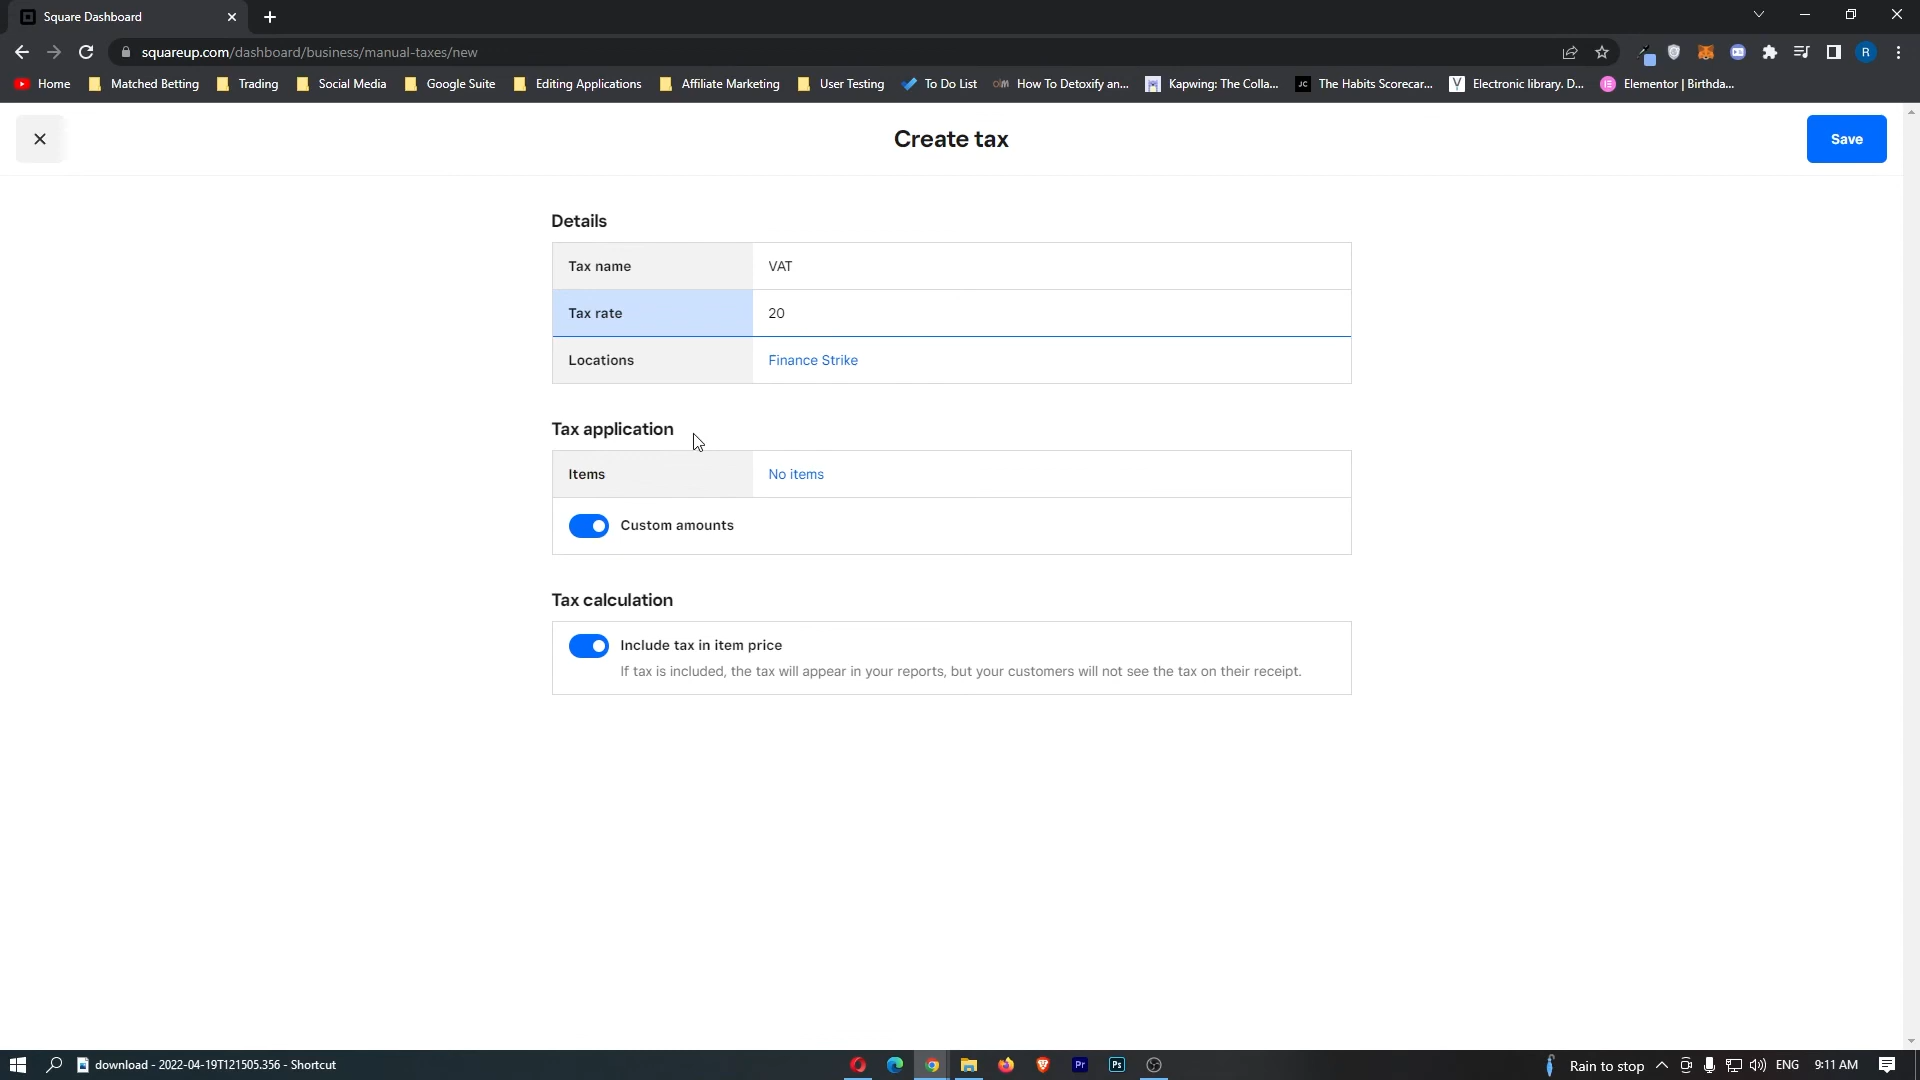 Square Dashboard
squareup.com/dashboard/business/manual-taxes/new
R
Home Matched Betting Trading Social Media Google Suite Editing Applications Affiliate Marketing User Testing To Do List How To Detoxify an... Kapwing: The Colla... JC The Habits Scorecar... Electronic library. D... Elementor | Birthda...
Create tax
Save
Details
Tax name VAT
Tax rate 20
Locations Finance Strike
Tax application
Items No items
Custom amounts
Tax calculation
Include tax in item price
If tax is included, the tax will appear in your reports, but your customers will not see the tax on their receipt.
download - 2022-04-19T121505.356 - Shortcut Pr Ps Rain to stop ENG 9:11 AM